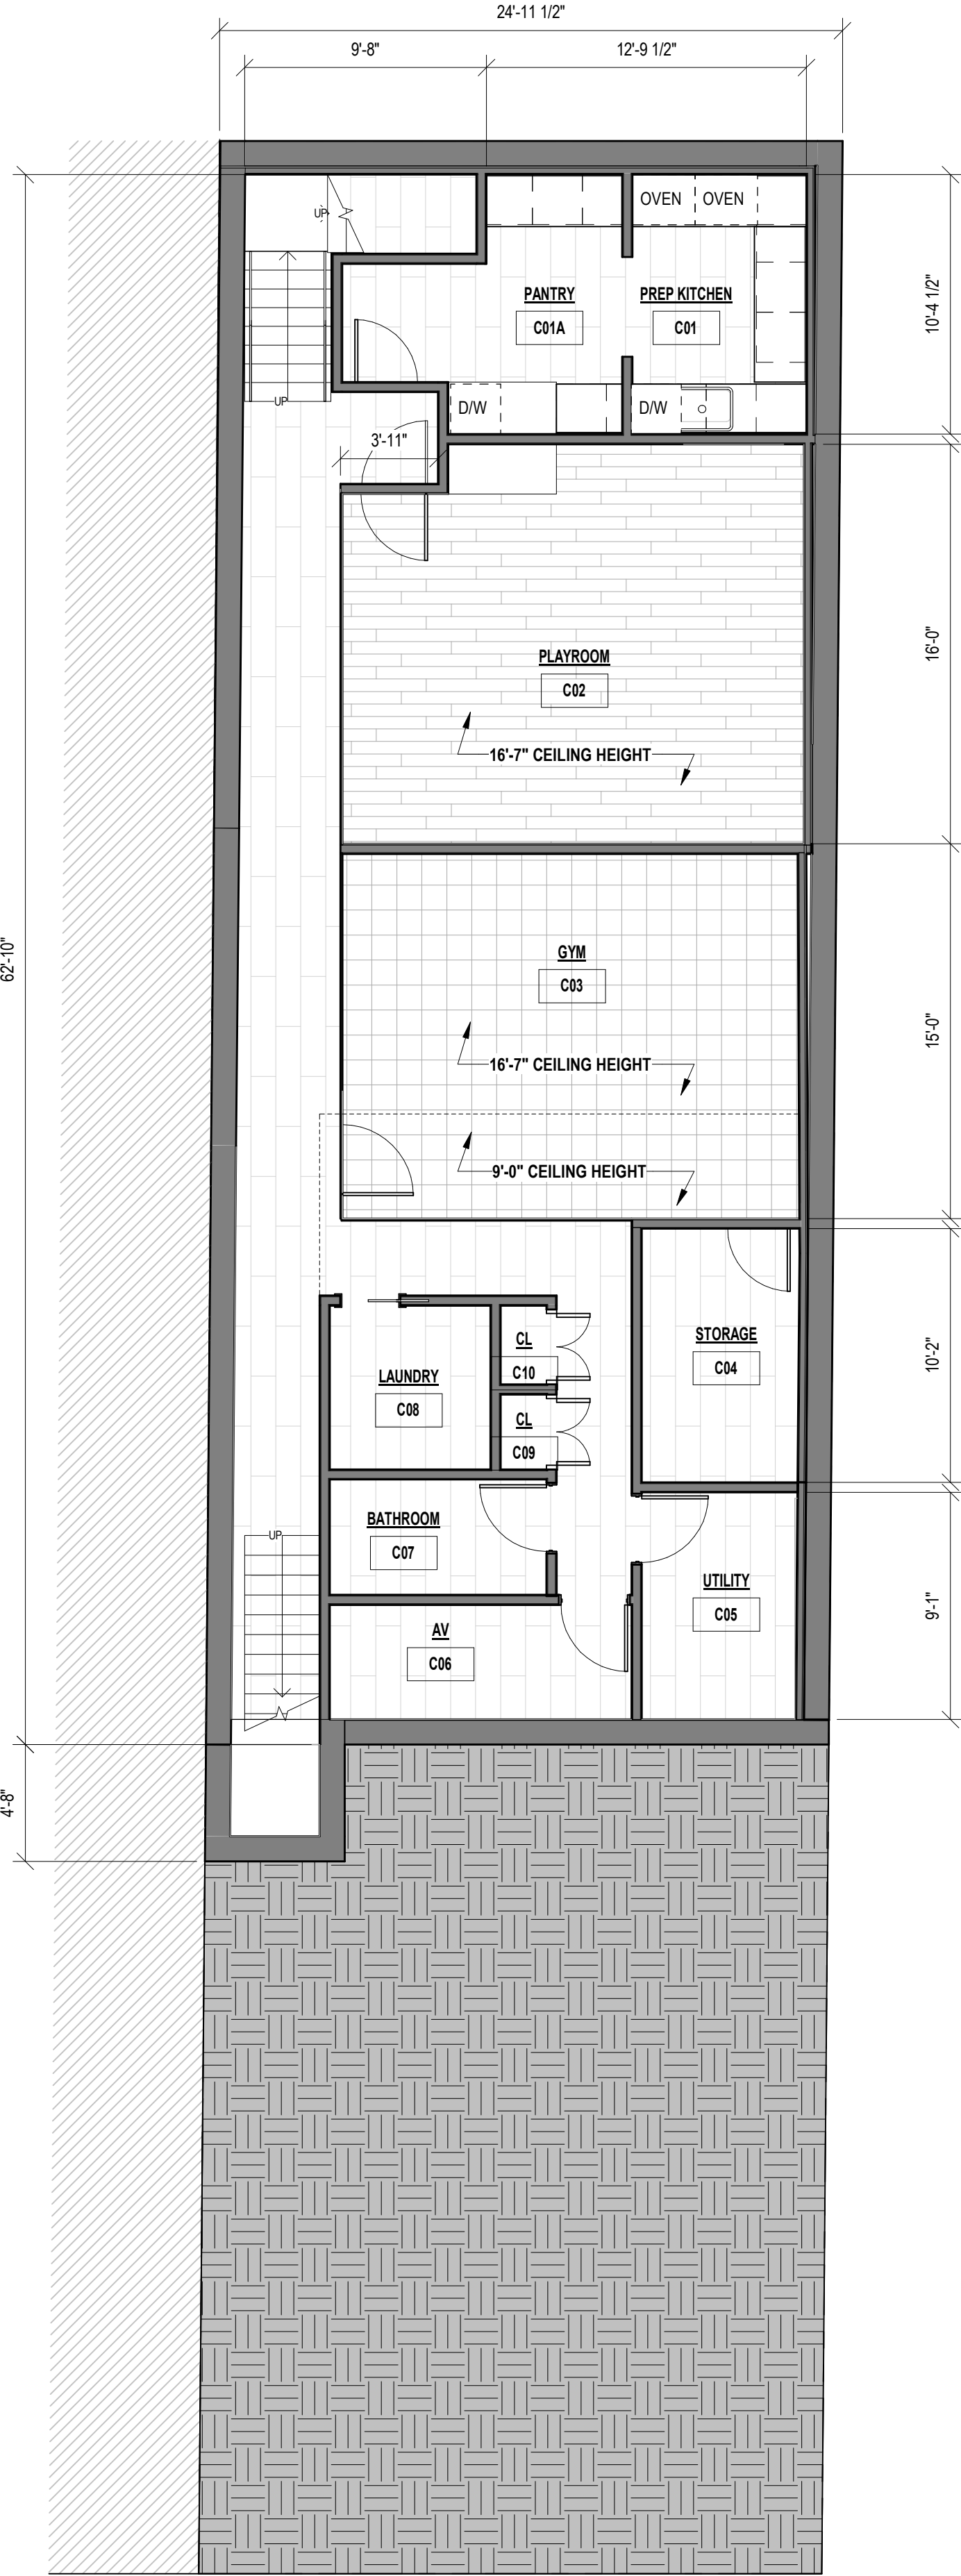 24'-11 1/2"
9'-8"
12'-9 1/2"
UP
OVEN
OVEN
PANTRY
C01A
PREP KITCHEN
C01
10'-4 1/2"
UP
D/W
D/W
3'-11"
PLAYROOM
C02
16'-0"
16'-7" CEILING HEIGHT
62'-10"
GYM
C03
15'-0"
16'-7" CEILING HEIGHT
9'-0" CEILING HEIGHT
CL
C10
STORAGE
C04
10'-2"
LAUNDRY
C08
CL
C09
BATHROOM
C07
UP
UTILITY
C05
9'-1"
AV
C06
4'-8"